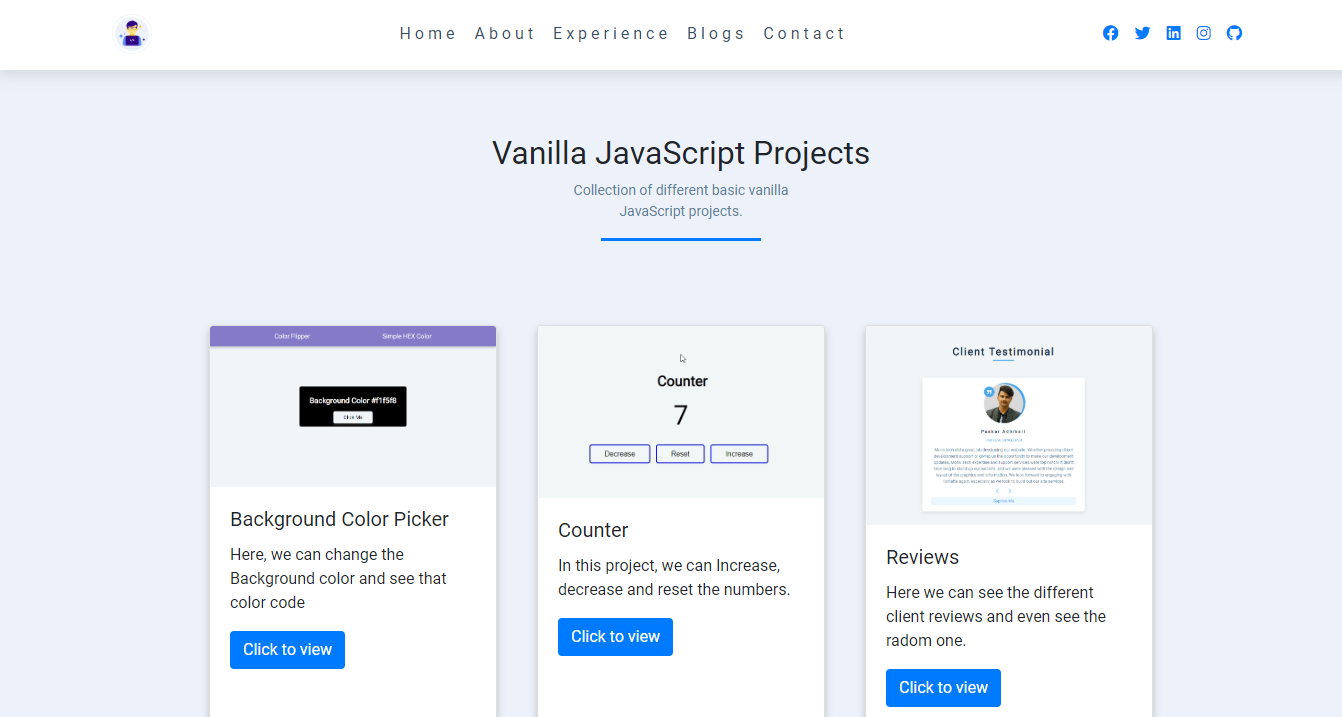 Home About Experience Blogs Contact
Vanilla JavaScript Projects
Collection of different basic vanilla
JavaScript projects.
Color Flipper Simple HEX Color
Background Color #f1f5f8
Click Me
Background Color Picker
Here, we can change the
Background color and see that
color code
Click to view
Counter
7
Decrease Reset Increase
Counter
In this project, we can Increase,
decrease and reset the numbers.
Click to view
Client Testimonial
Reviews
Here we can see the different
client reviews and even see the
radom one.
Click to view